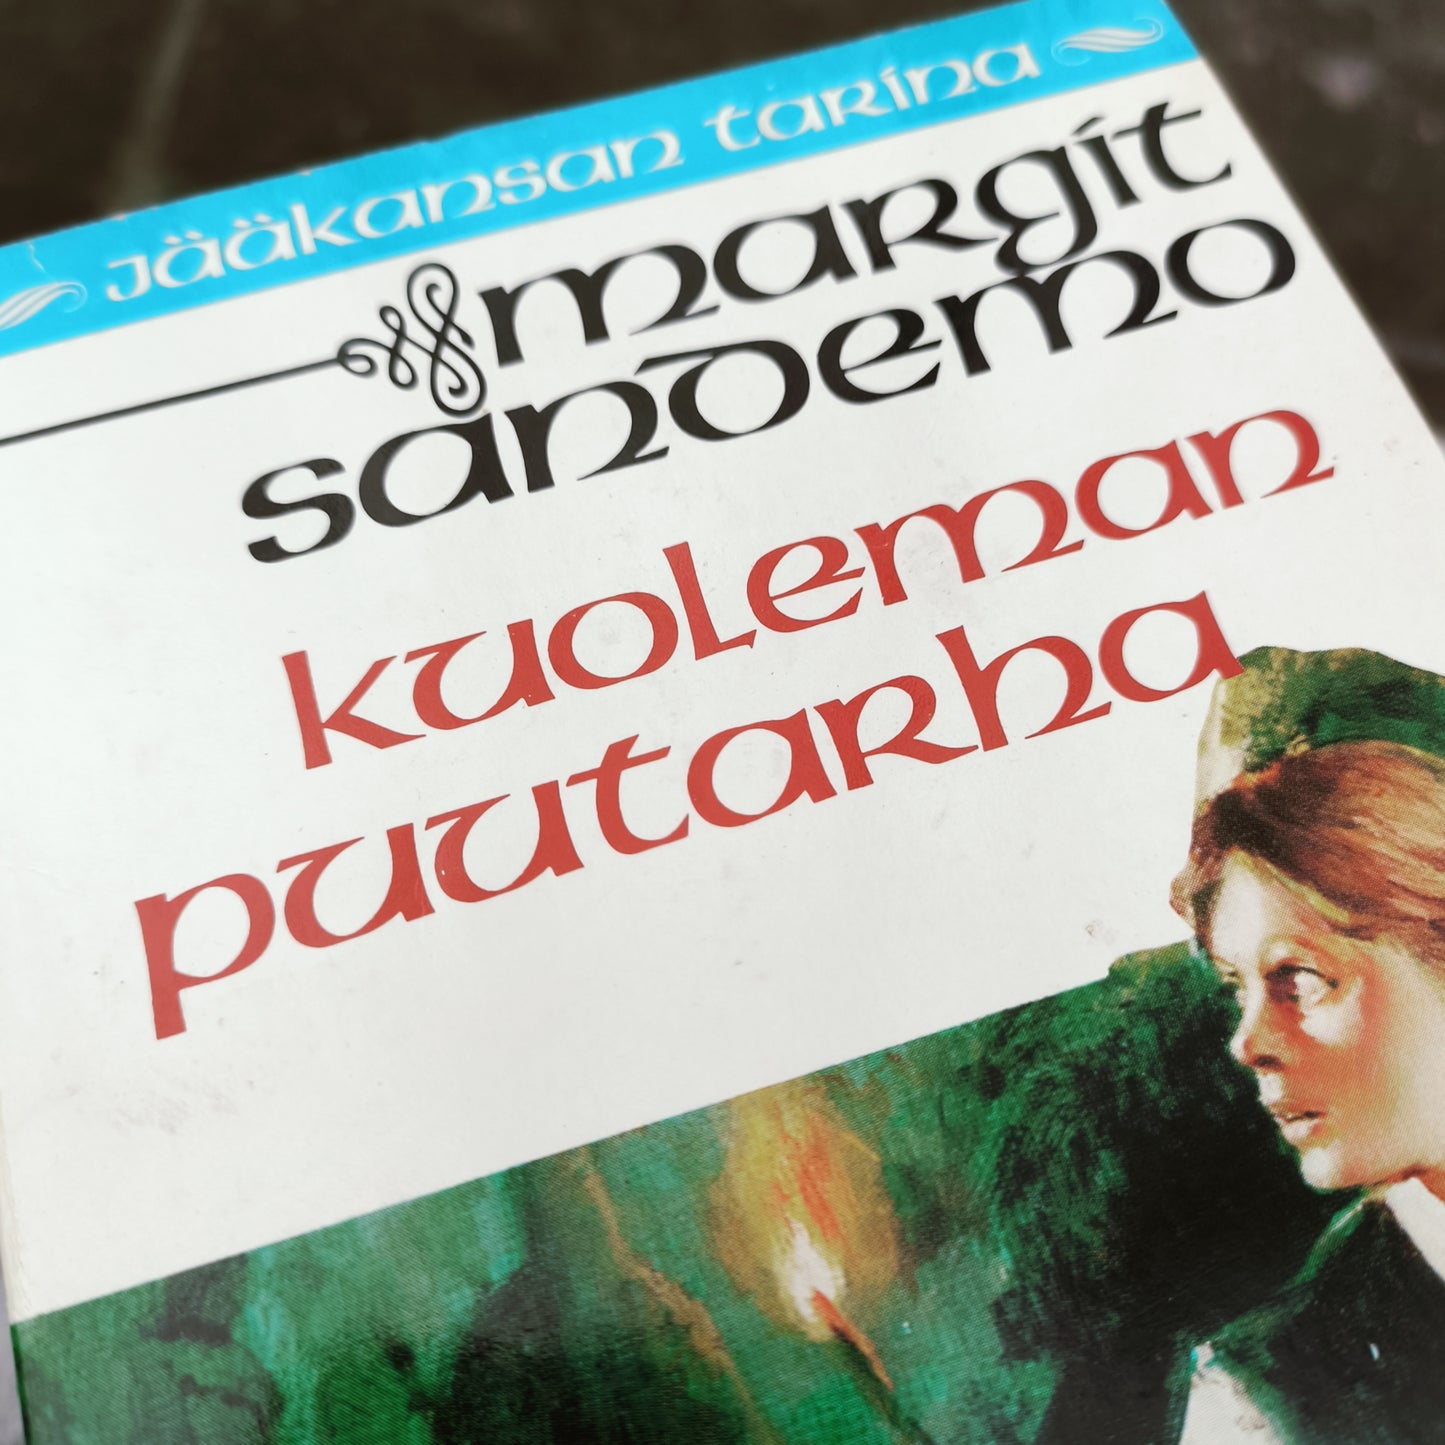 Jääkansan tarina
margit
sandemo
kuoleman
puutarha